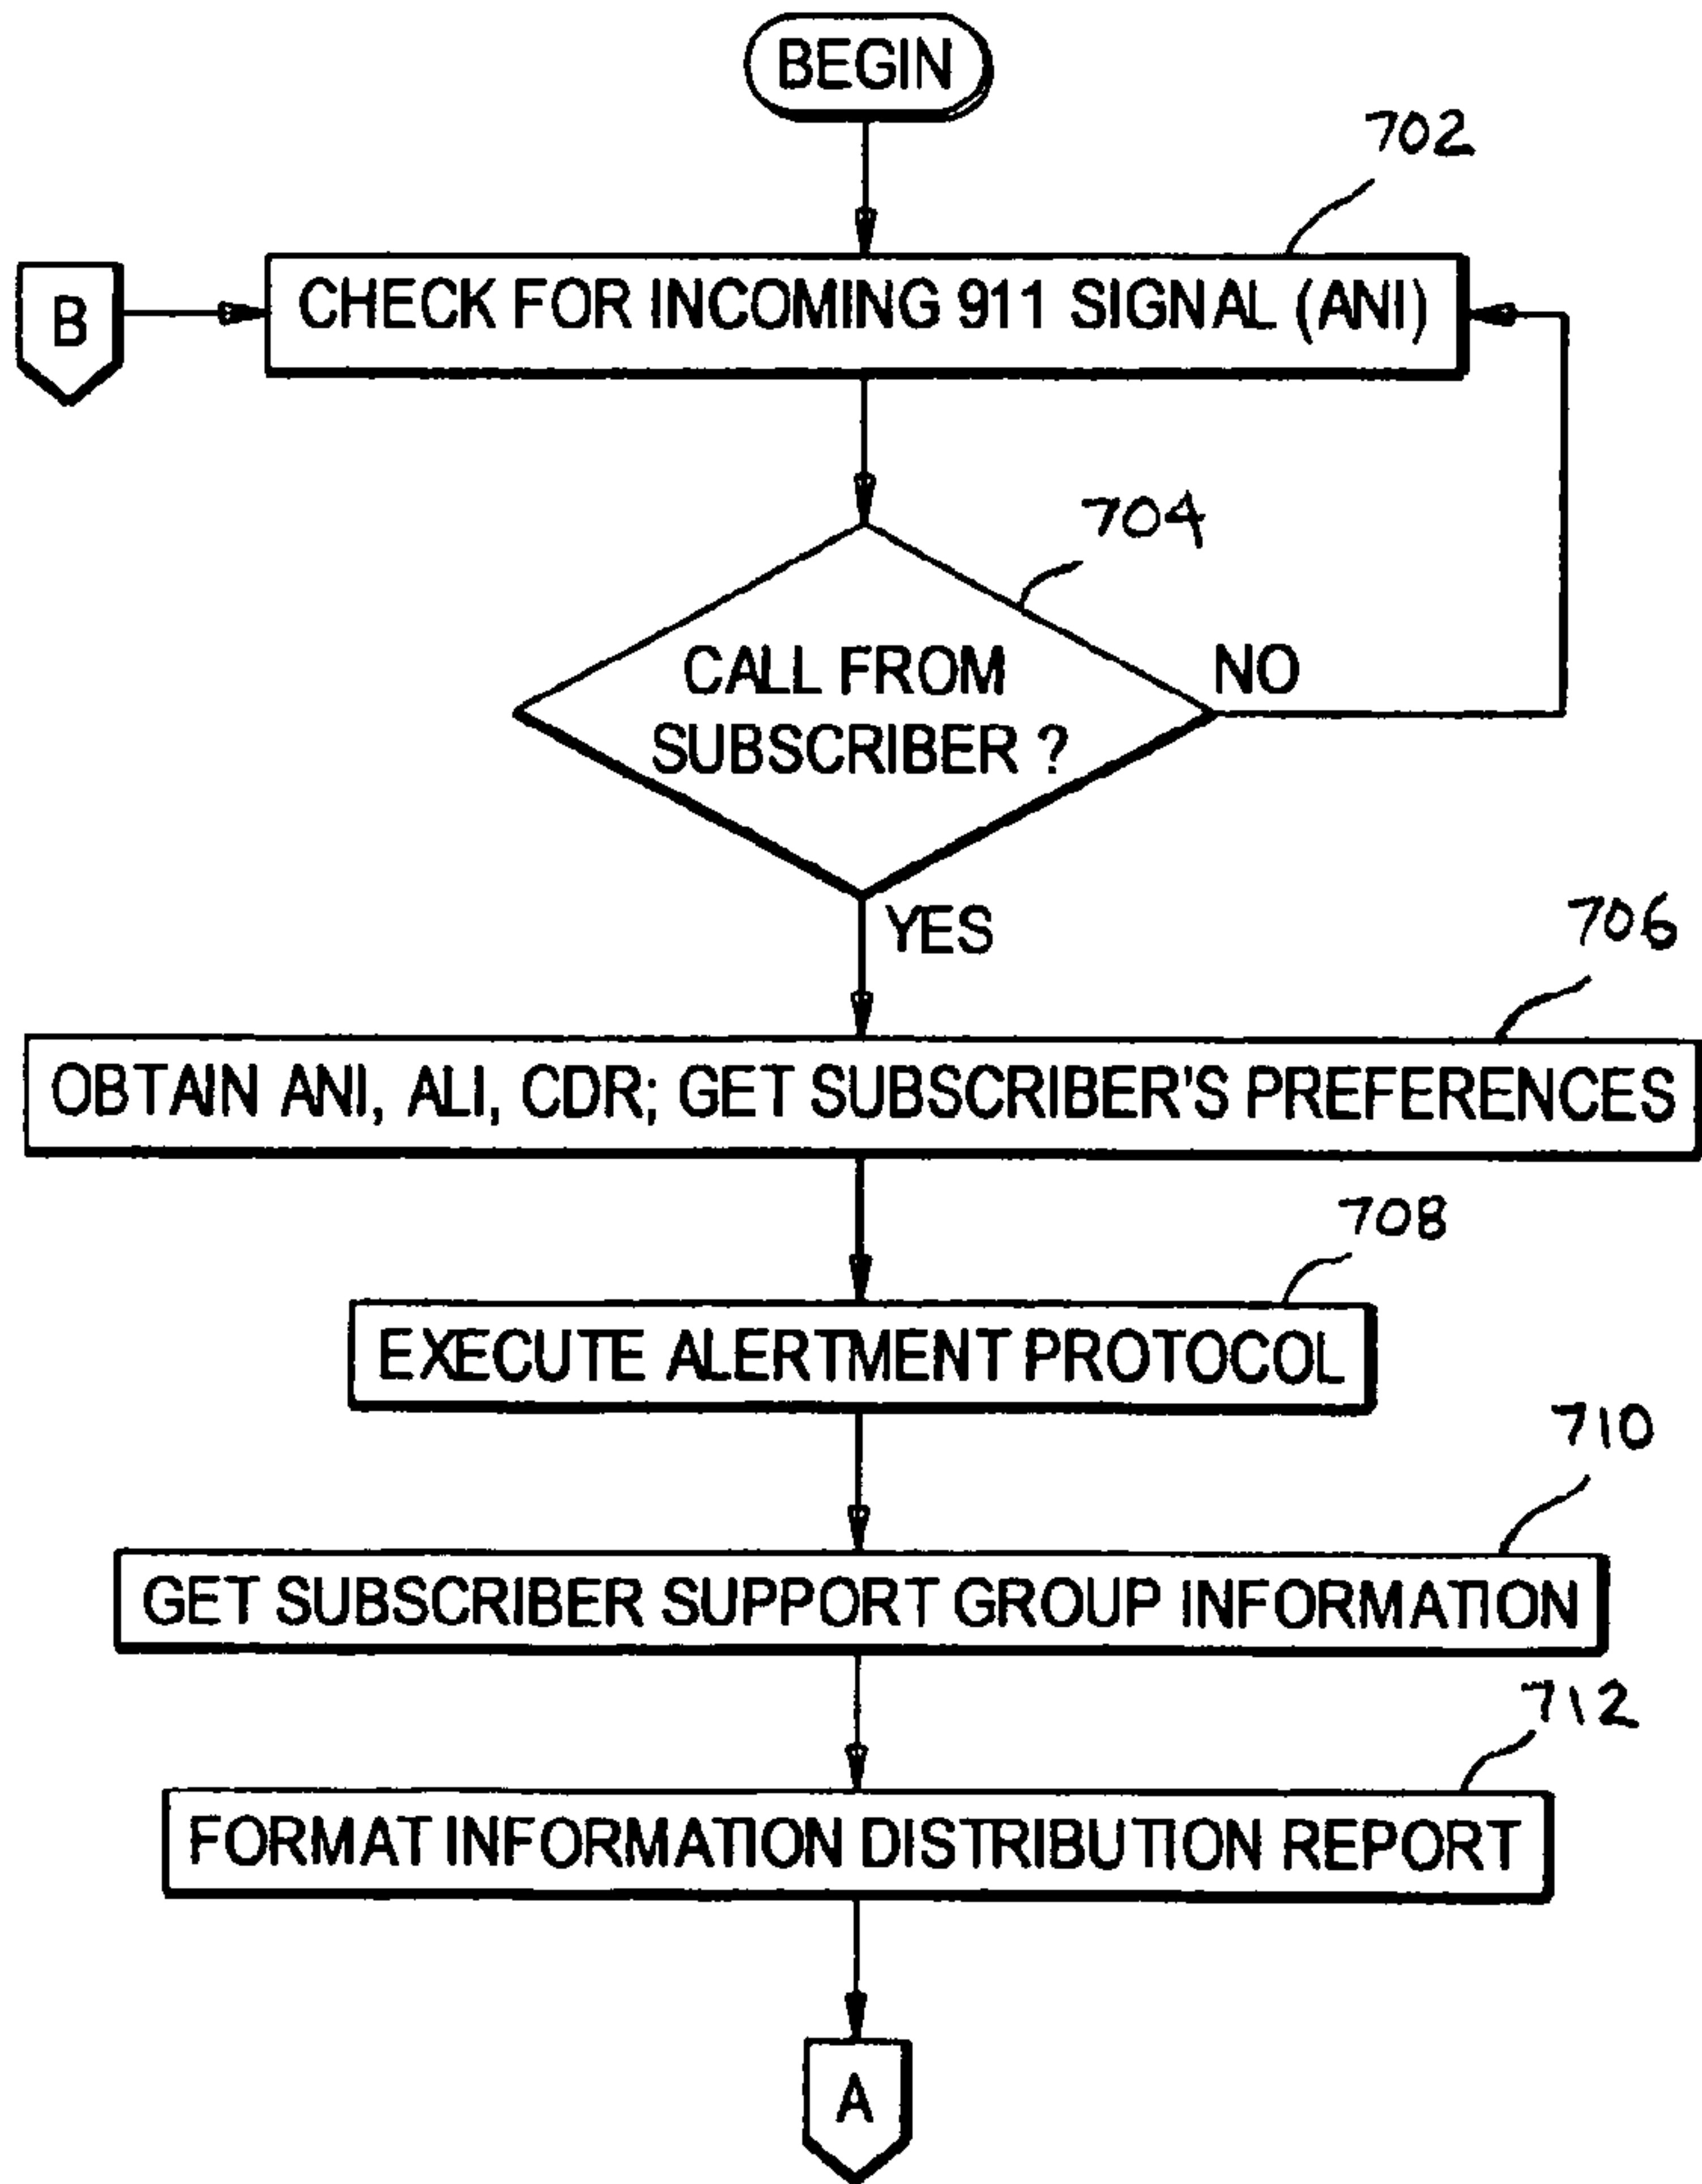 BEGIN
702
B
CHECK FOR INCOMING 911 SIGNAL (ANI)
704
CALL FROM
SUBSCRIBER ?
NO
YES
706
OBTAIN ANI, ALI, CDR; GET SUBSCRIBER'S PREFERENCES
708
EXECUTE ALERTMENT PROTOCOL
710
GET SUBSCRIBER SUPPORT GROUP INFORMATION
712
FORMAT INFORMATION DISTRIBUTION REPORT
A